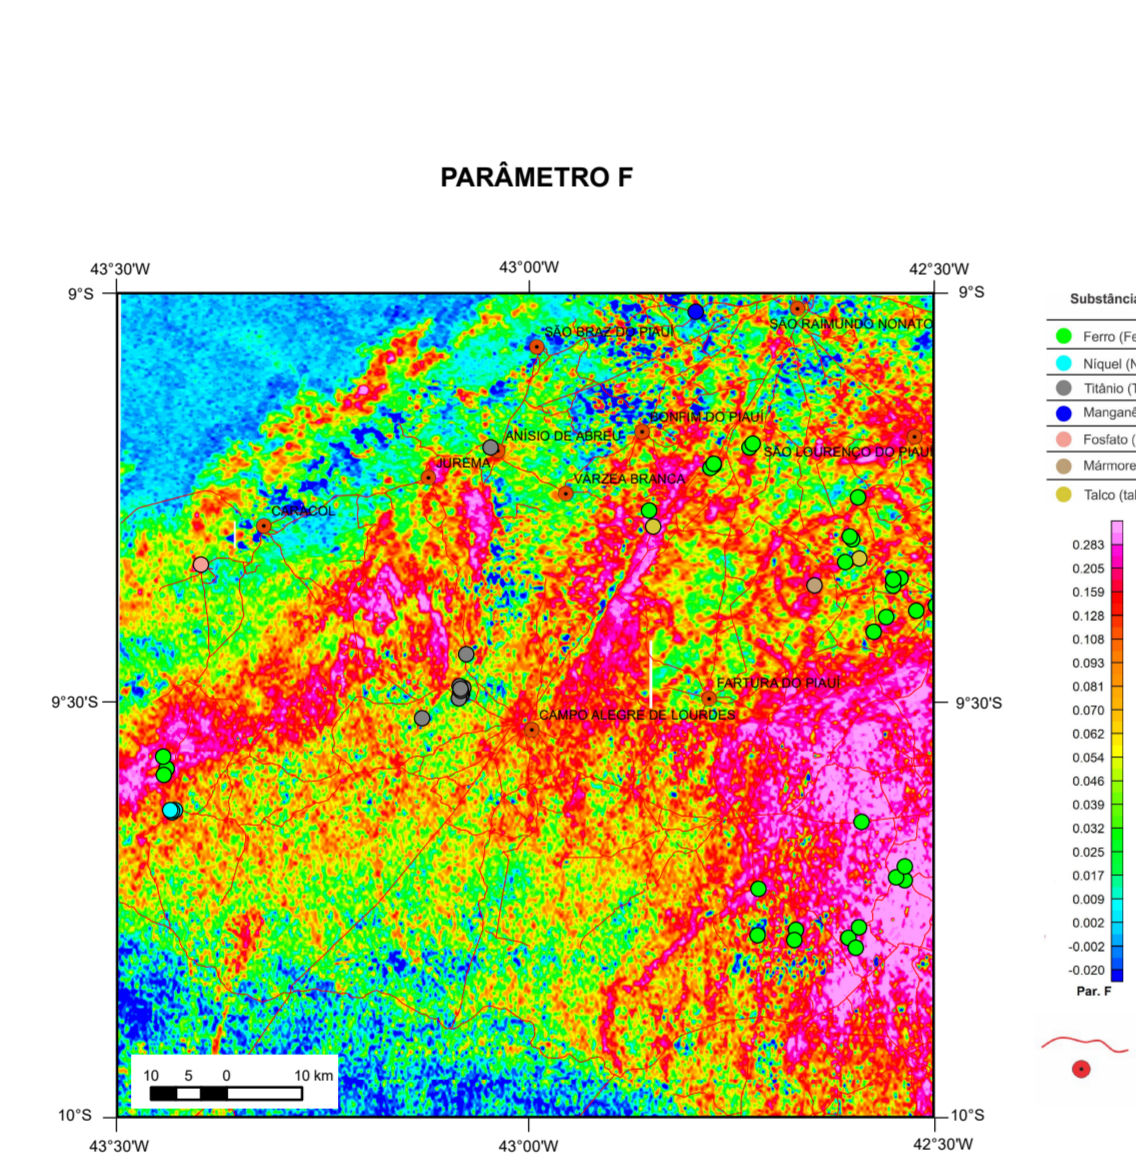 PARÂMETRO F
43°30'W
43°00'W
42°30'W
9°S
9°S
SÃO RAIMUNDO NONATO
SÃO BRAZ DO PIAUÍ
BONFIM DO PIAUÍ
ANÍSIO DE ABREU
SÃO LOURENÇO DO PIAUÍ
JUREMA
VÁRZEA BRANCA
CARACOL
FARTURA DO PIAUÍ
9°30'S
9°30'S
CAMPO ALEGRE DE LOURDES
10 5 0 10 km
10°S
10°S
43°30'W
43°00'W
42°30'W
Substância
Ferro (Fe
Níquel (N
Titânio (T
Manganê
Fosfato (
Mármore
Talco (tal
0.283
0.205
0.159
0.128
0.108
0.093
0.081
0.070
0.062
0.054
0.046
0.039
0.032
0.025
0.017
0.009
0.002
-0.002
-0.020
Par. F